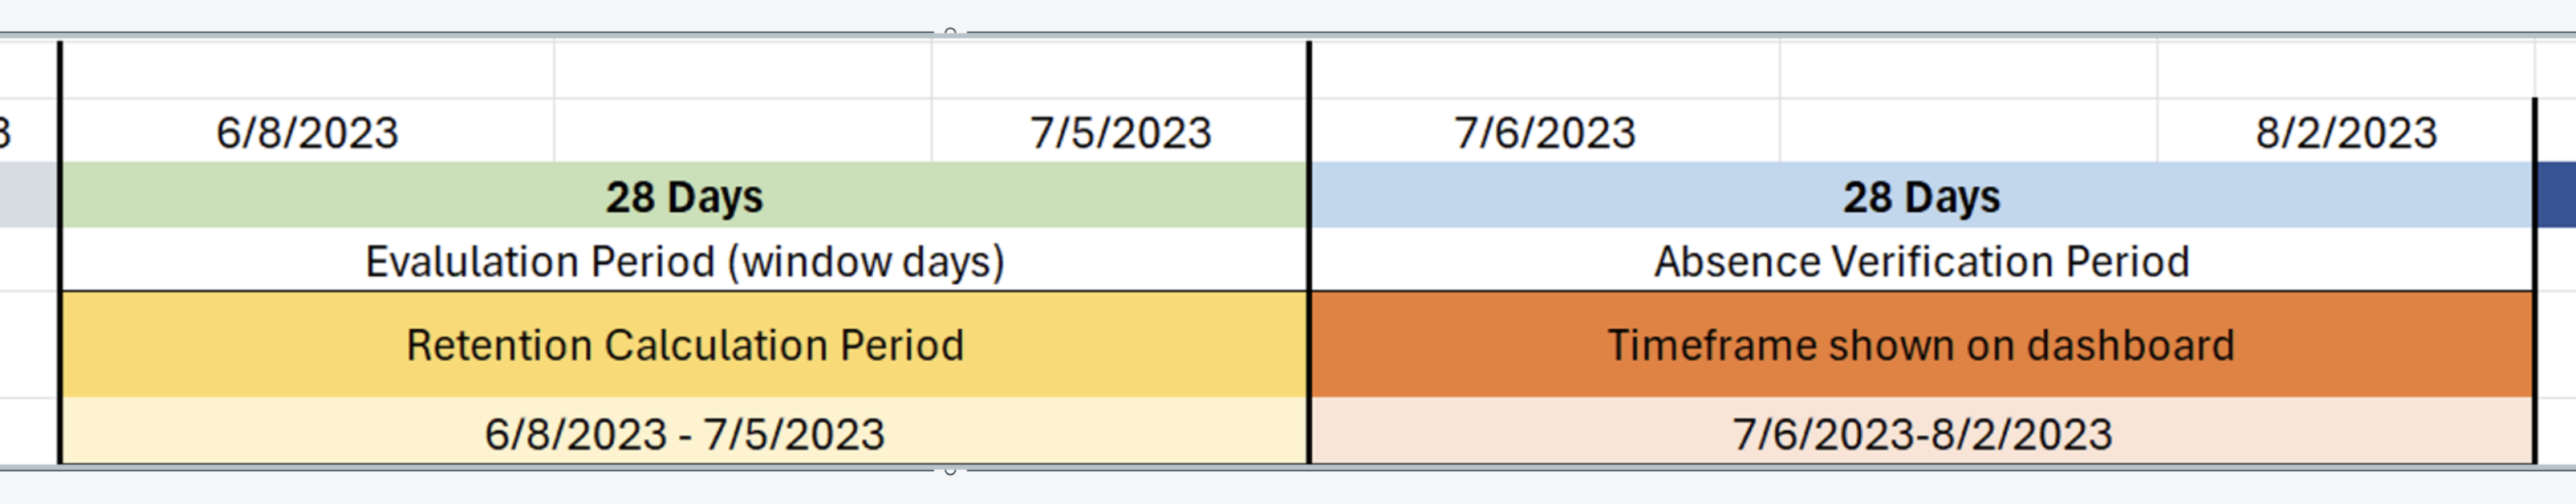 3 6/8/2023 7/5/2023 7/6/2023 8/2/2023
28 Days 28 Days
Evalulation Period (window days) Absence Verification Period
Retention Calculation Period Timeframe shown on dashboard
6/8/2023 - 7/5/2023 7/6/2023-8/2/2023